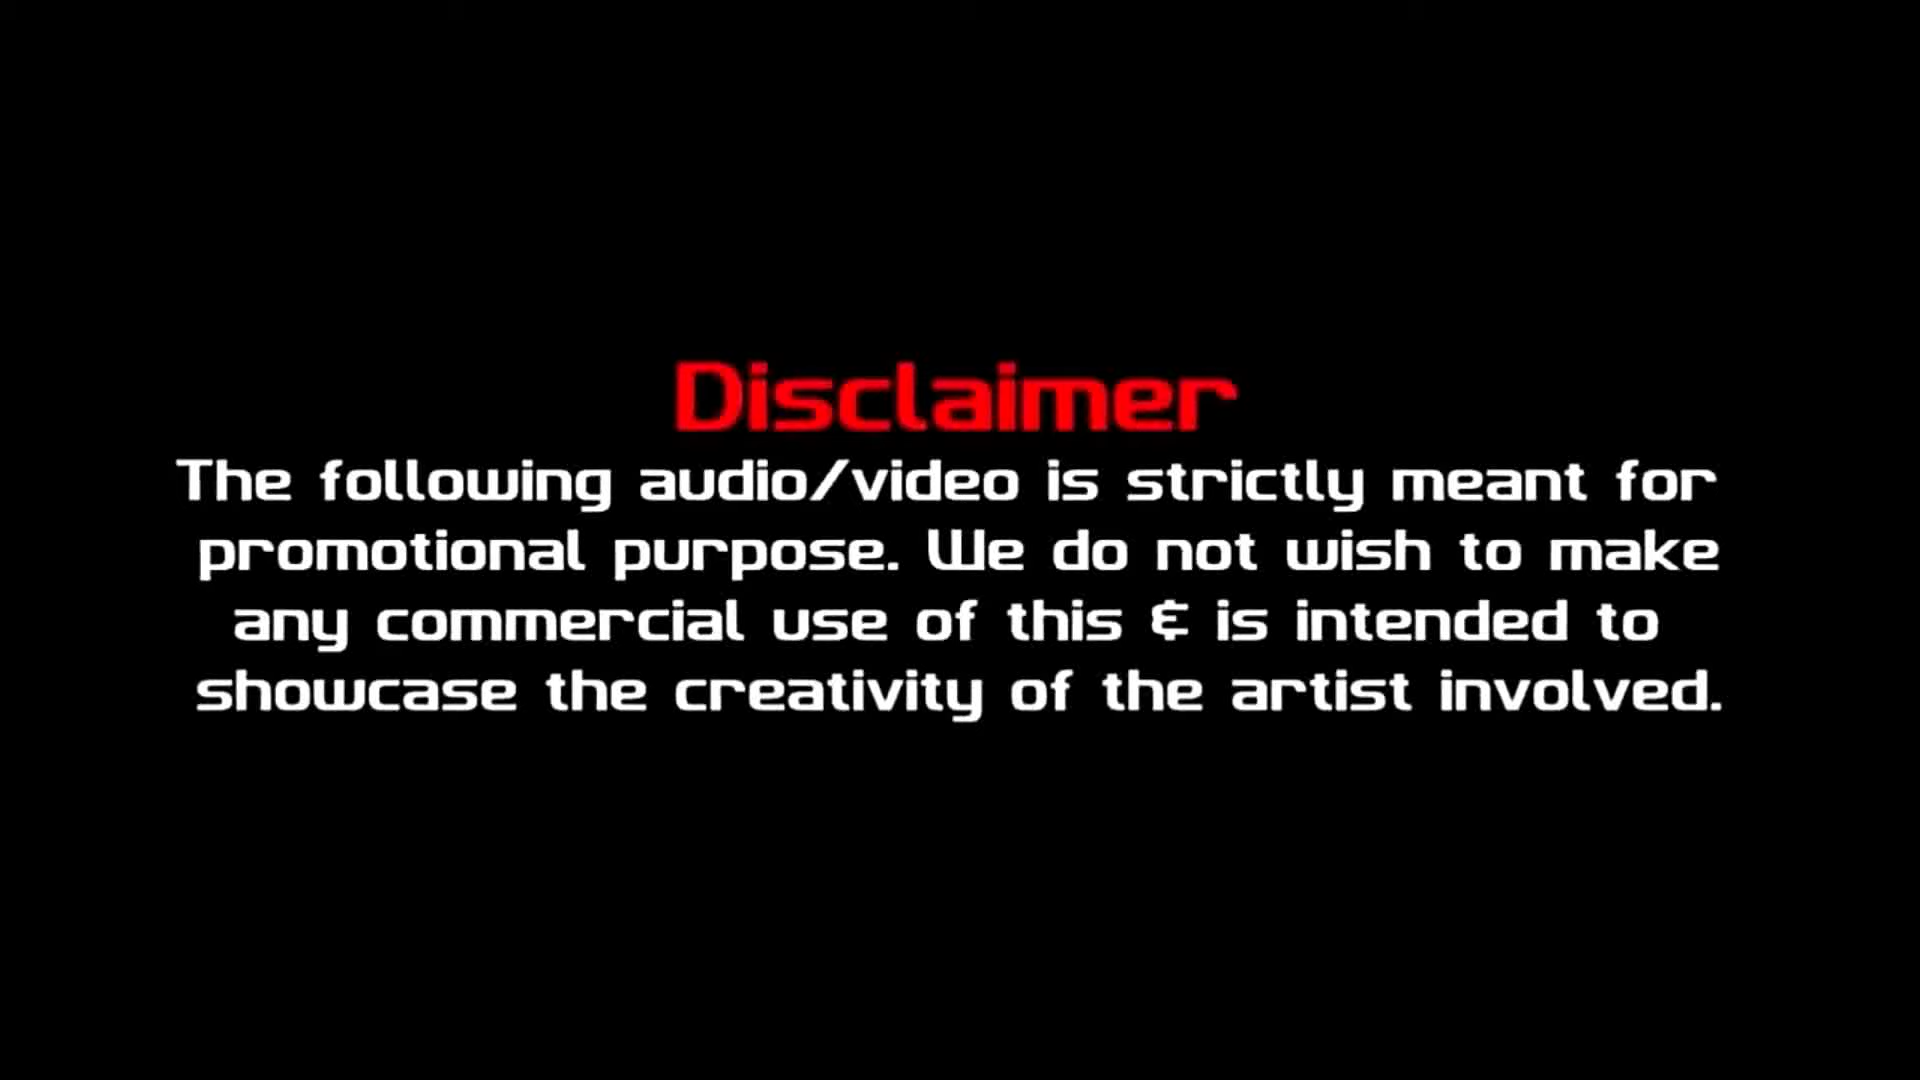 Disclaimer
The following audio/video is strictly meant for
promotional purpose. We do not wish to make
any commercial use of this & is intended to
showcase the creativity of the artist involved.